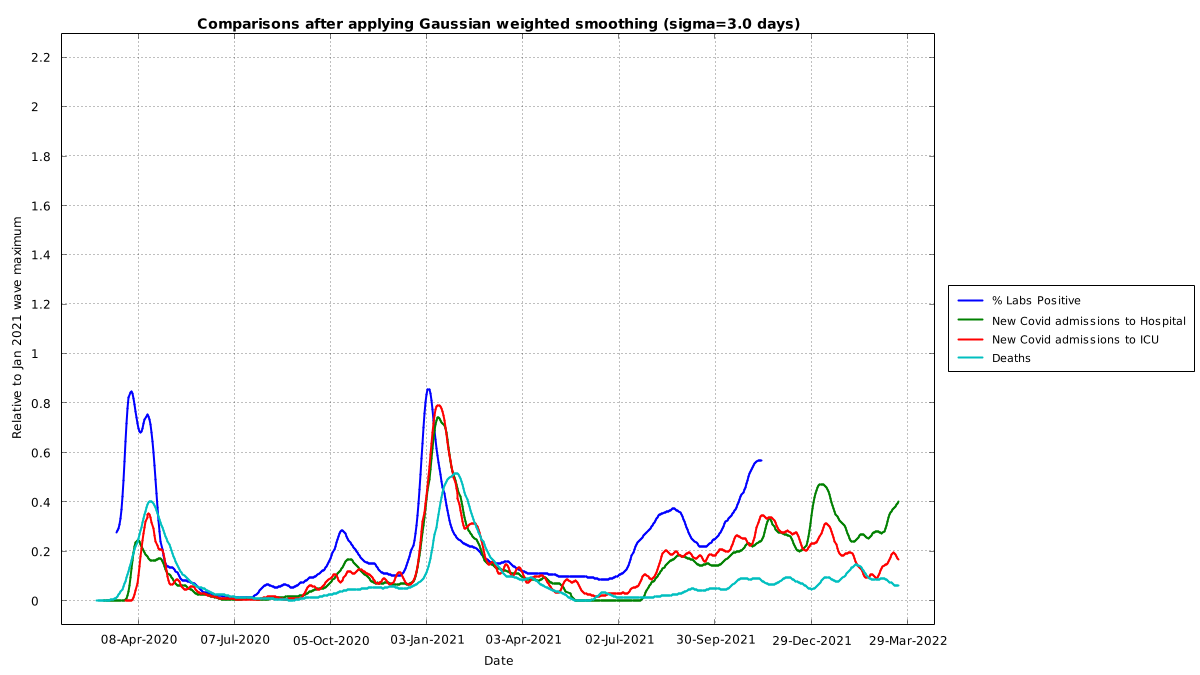 Comparisons after applying Gaussian weighted smoothing (sigma=3.0 days)
2.2
2
1.8
1.6
1.4
1.2
1
0.8
0.6
0.4
0.2
0
Relative to Jan 2021 wave maximum
08-Apr-2020 07-Jul-2020 05-Oct-2020 03-Jan-2021 03-Apr-2021 02-Jul-2021 30-Sep-2021 29-Dec-2021 29-Mar-2022
Date
% Labs Positive
New Covid admissions to Hospital
New Covid admissions to ICU
Deaths